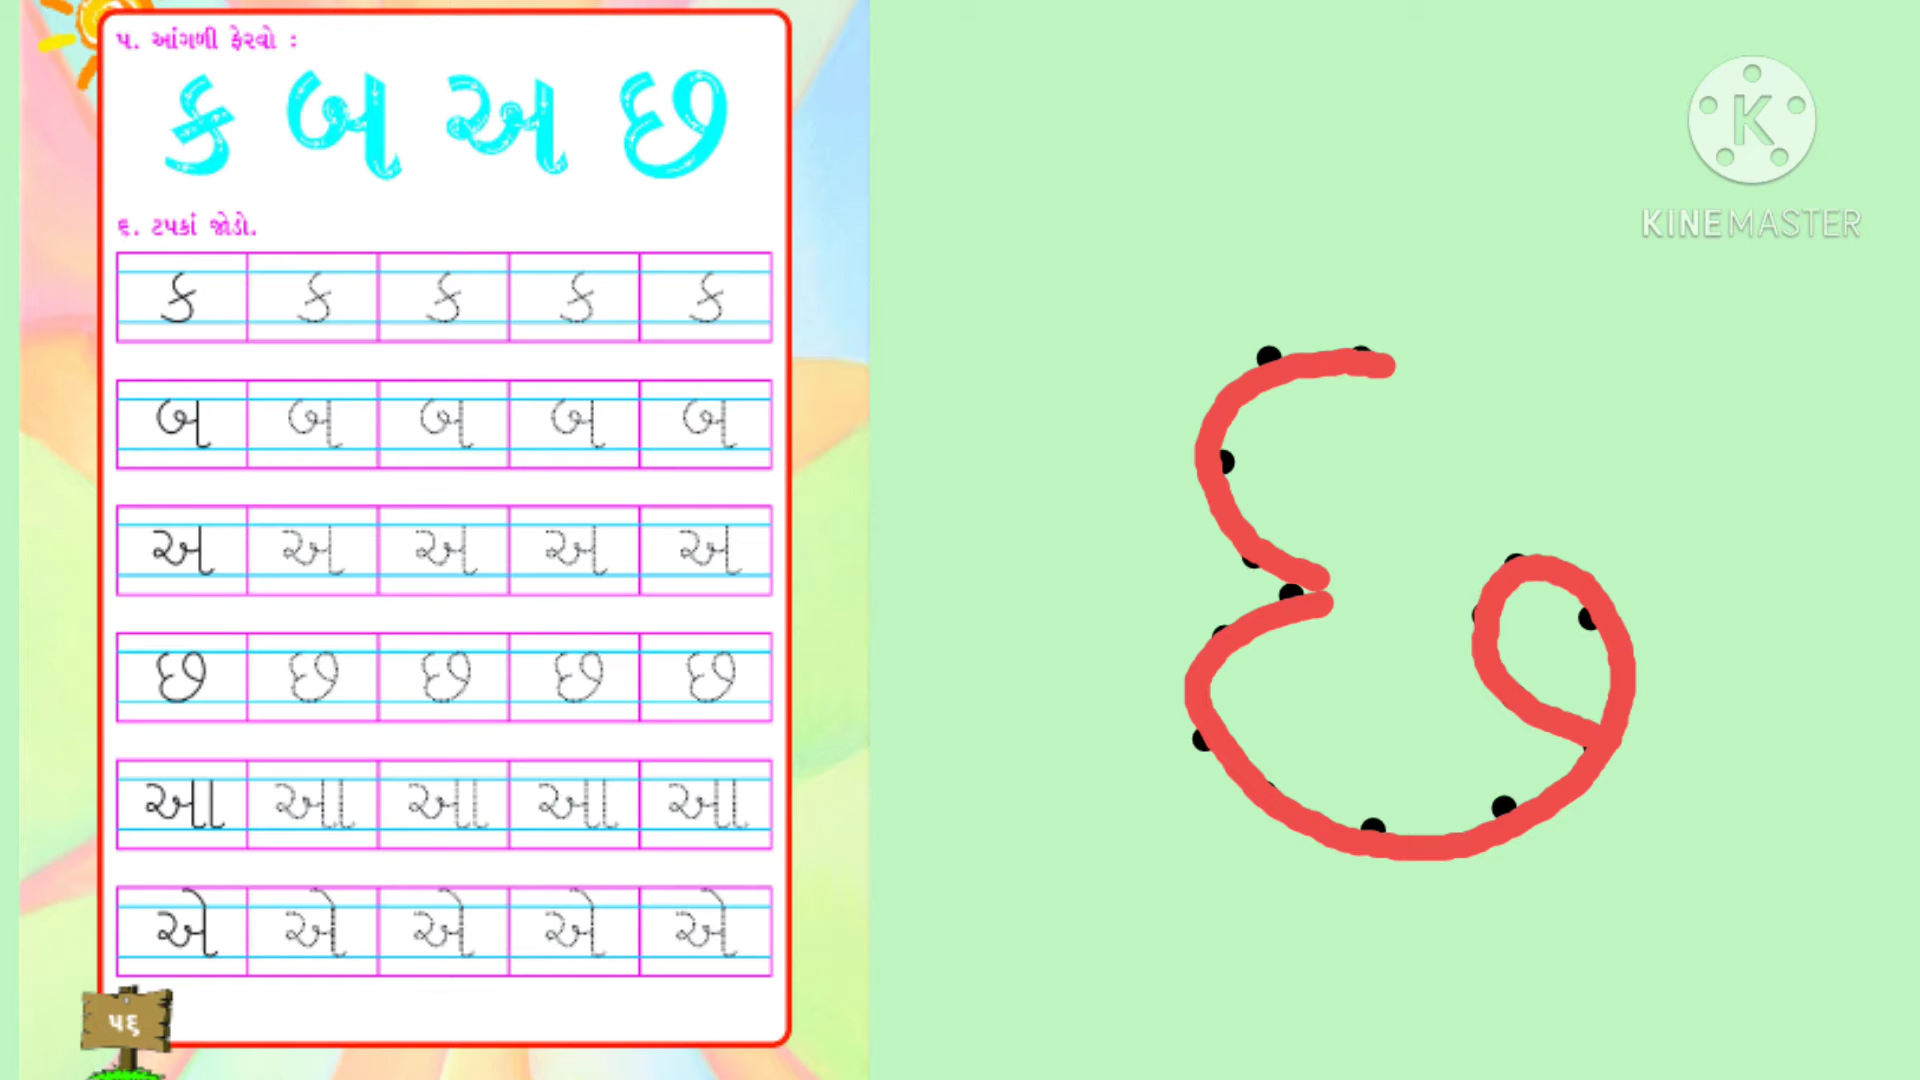 ૫. આંગળી ફેરવો :
ક બ અ છ
૬. ટપકાં જોડો.
ક ક ક ક ક
બ બ બ બ બ
અ અ અ અ અ
છ છ છ છ છ
આ આ આ આ આ
એ એ એ એ એ
૫૬
K
KINEMASTER
છ